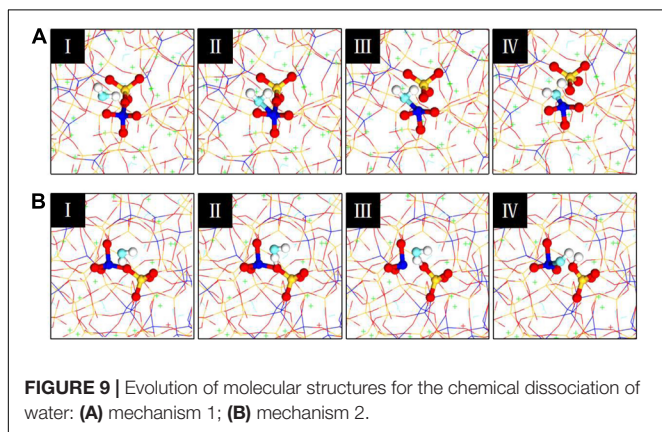 A
I II III IV
B
I II III IV
FIGURE 9 | Evolution of molecular structures for the chemical dissociation of
water: (A) mechanism 1; (B) mechanism 2.